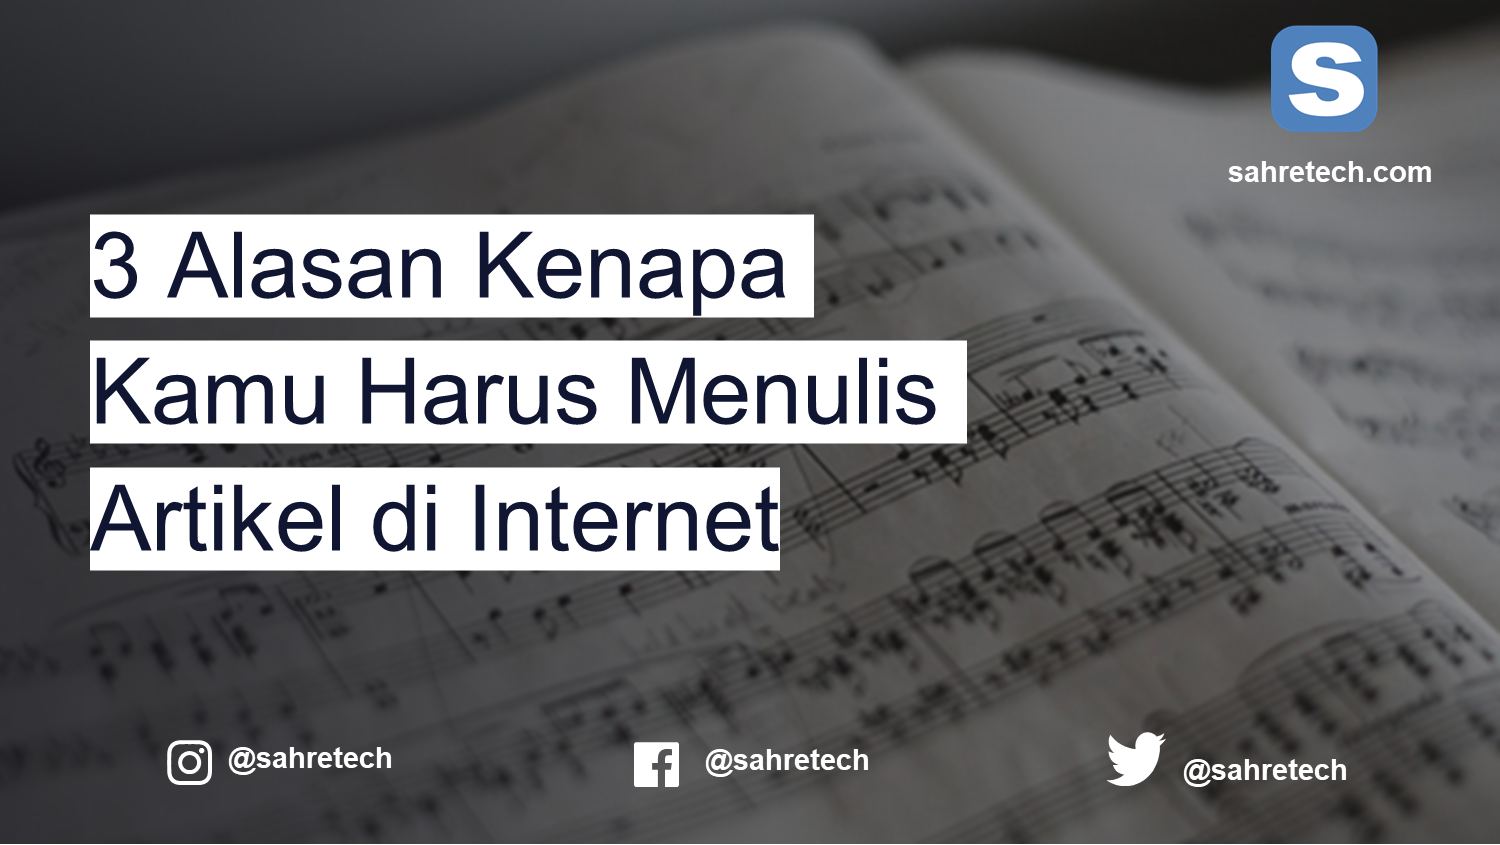 S
sahretech.com
3 Alasan Kenapa
Kamu Harus Menulis
Artikel di Internet
@sahretech
@sahretech
@sahretech